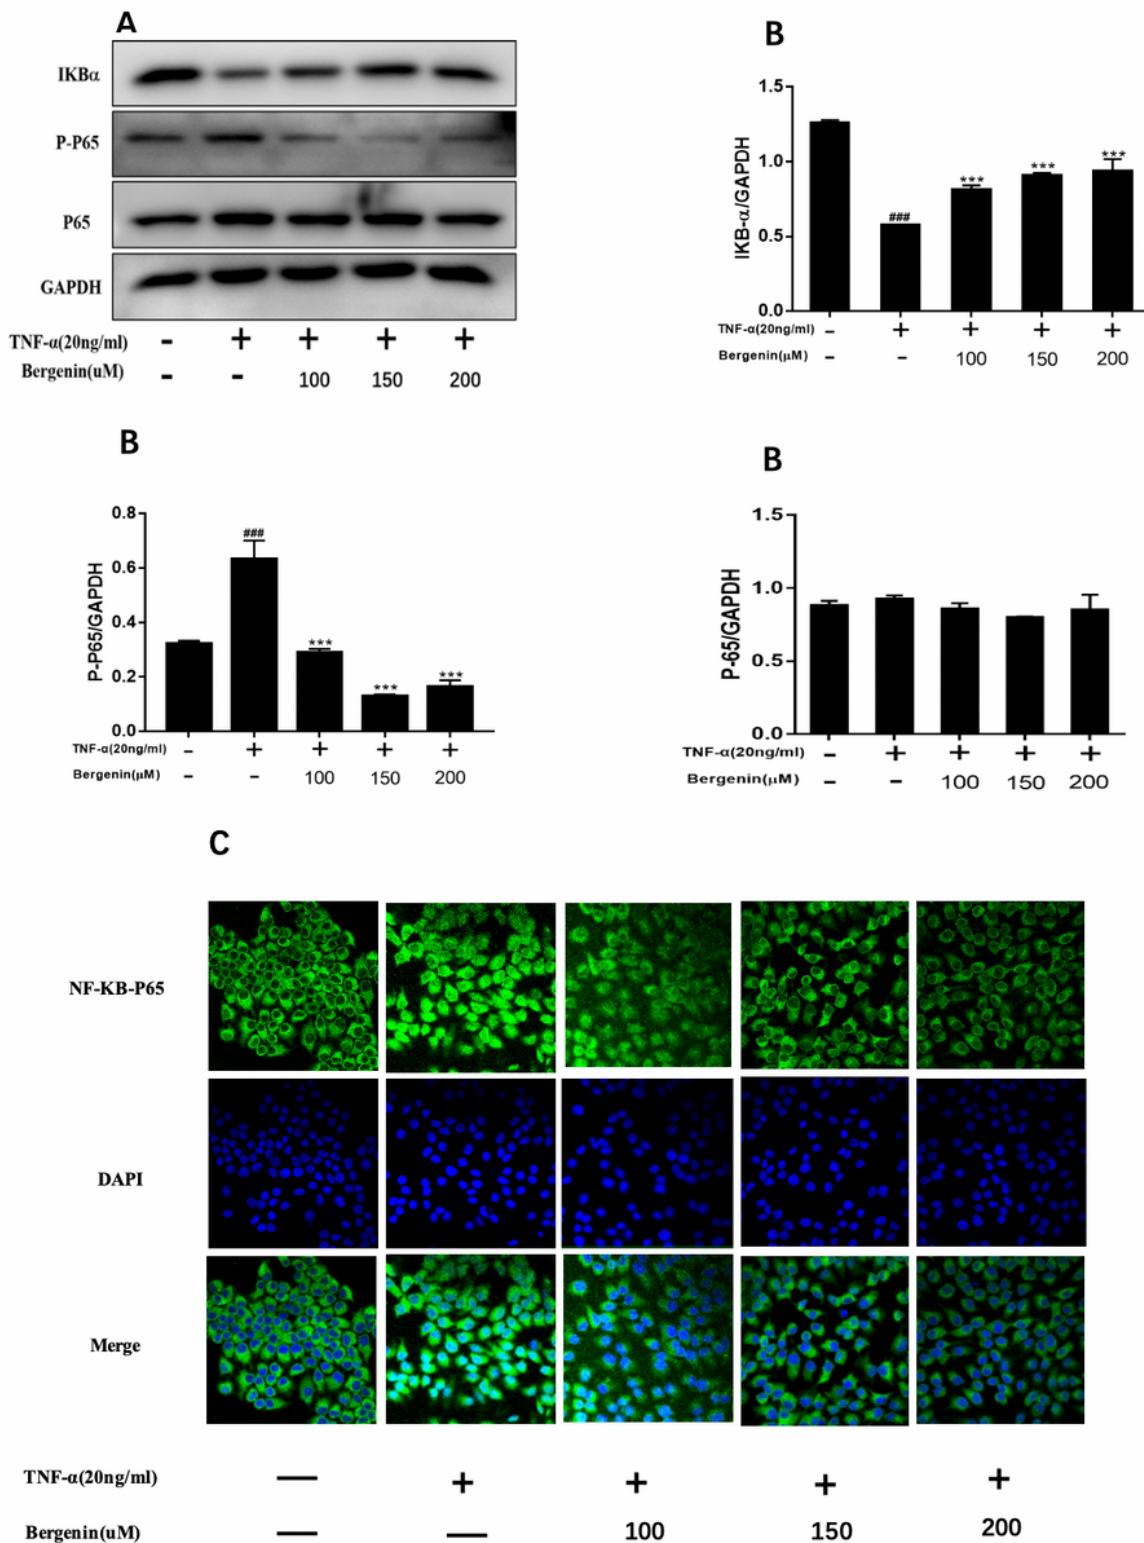 A
IKBα
P-P65
P65
GAPDH
TNF-α(20ng/ml) - + + + +
Bergenin(uM) - - 100 150 200
B
IKB-α/GAPDH
1.5
1.0
0.5
0.0
###
***
***
***
TNF-α(20ng/ml) - + + + +
Bergenin(μM) - - 100 150 200
B
P-P65/GAPDH
0.8
0.6
0.4
0.2
0.0
###
***
***
***
TNF-α(20ng/ml) - + + + +
Bergenin(μM) - - 100 150 200
B
P-65/GAPDH
1.5
1.0
0.5
0.0
TNF-α(20ng/ml) - + + + +
Bergenin(μM) - - 100 150 200
C
NF-KB-P65
DAPI
Merge
TNF-α(20ng/ml) — + + + +
Bergenin(uM) — — 100 150 200